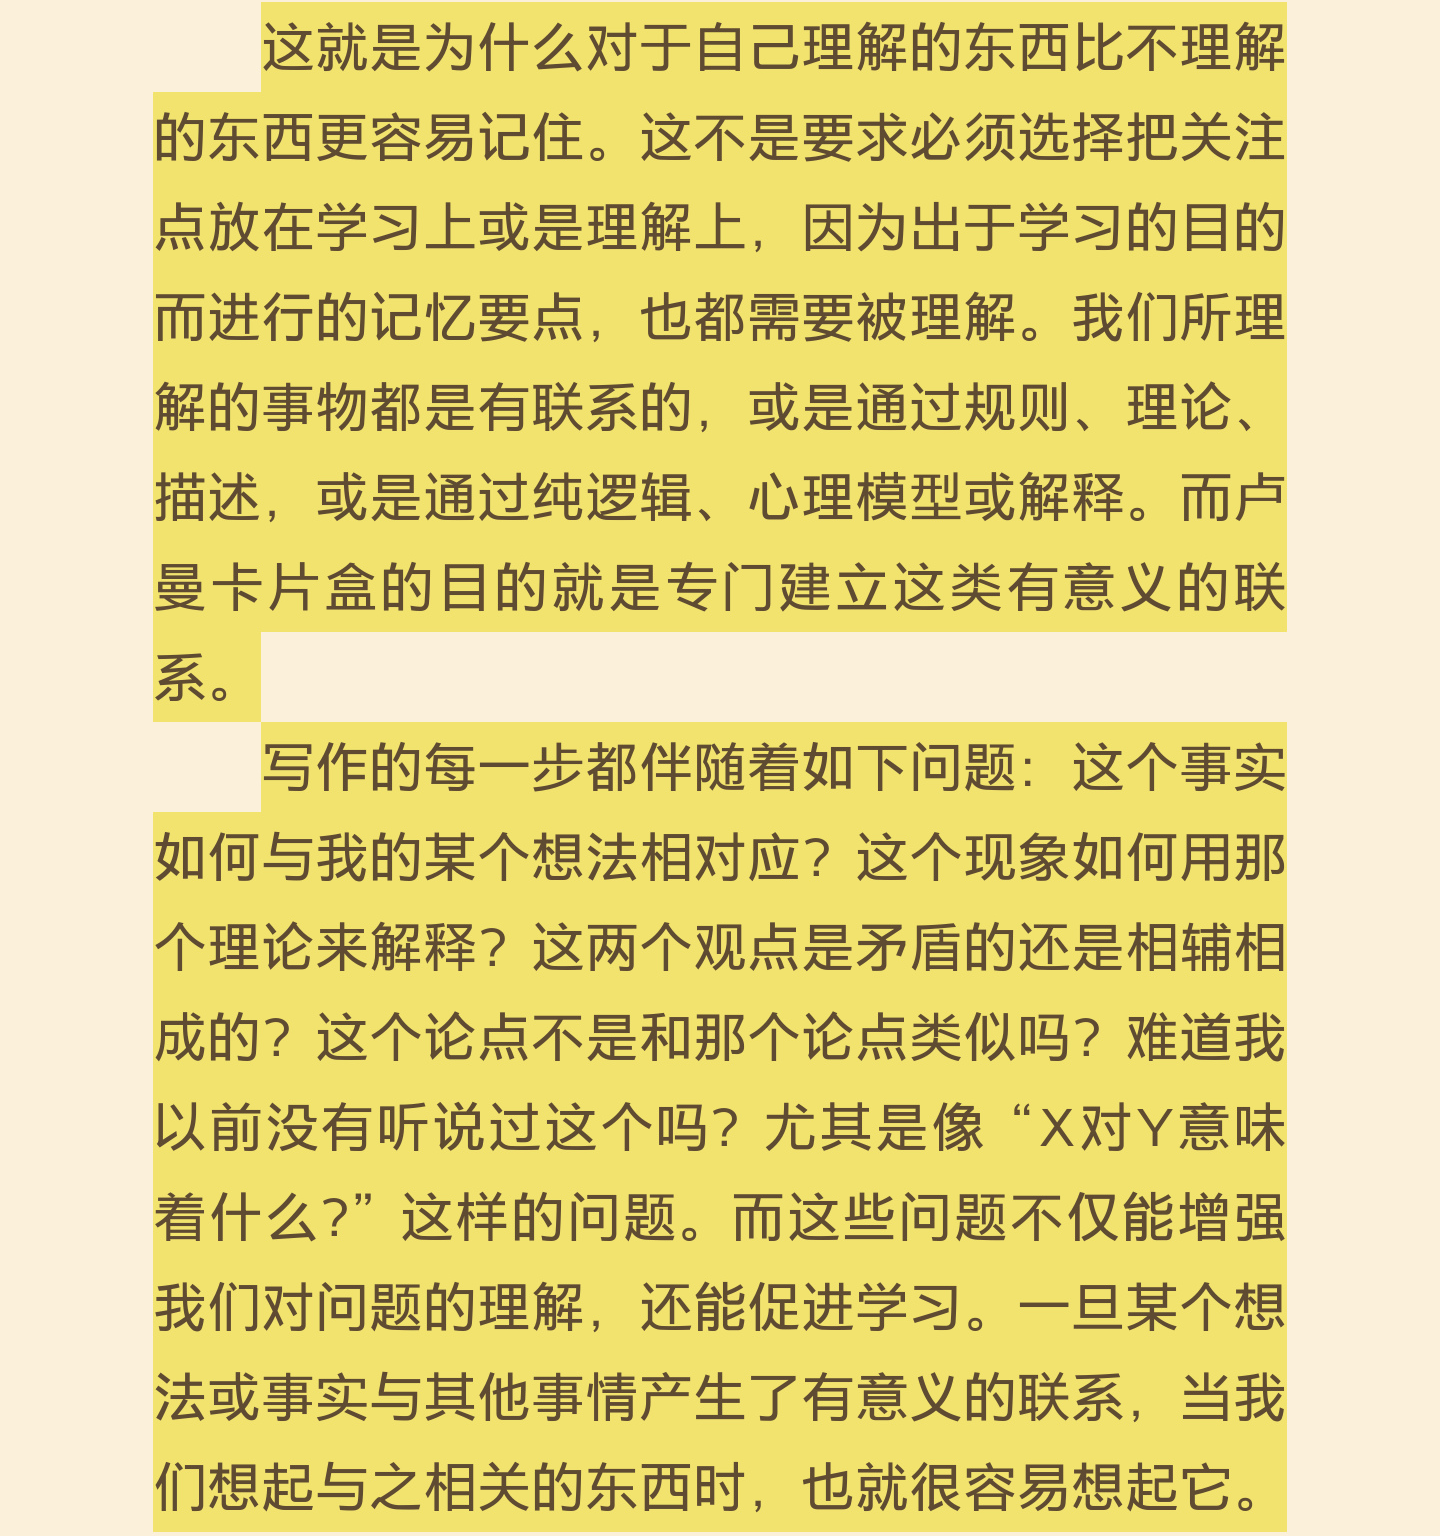 这就是为什么对于自己理解的东西比不理解
的东西更容易记住。这不是要求必须选择把关注
点放在学习上或是理解上，因为出于学习的目的
而进行的记忆要点，也都需要被理解。我们所理
解的事物都是有联系的，或是通过规则、理论、
描述，或是通过纯逻辑、心理模型或解释。而卢
曼卡片盒的目的就是专门建立这类有意义的联
系。
写作的每一步都伴随着如下问题：这个事实
如何与我的某个想法相对应？这个现象如何用那
个理论来解释？这两个观点是矛盾的还是相辅相
成的？这个论点不是和那个论点类似吗？难道我
以前没有听说过这个吗？尤其是像“X对Y意味
着什么？”这样的问题。而这些问题不仅能增强
我们对问题的理解，还能促进学习。一旦某个想
法或事实与其他事情产生了有意义的联系，当我
们想起与之相关的东西时，也就很容易想起它。